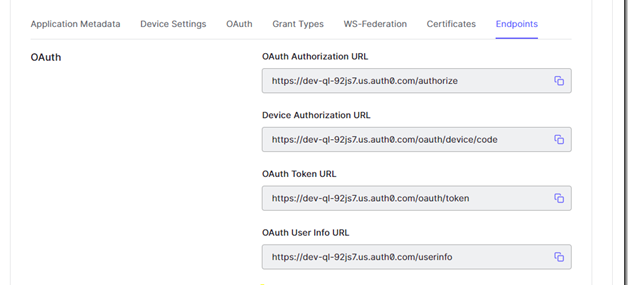 Application Metadata Device Settings OAuth Grant Types WS-Federation Certificates Endpoints
OAuth
OAuth Authorization URL
https://dev-ql-92js7.us.auth0.com/authorize
Device Authorization URL
https://dev-ql-92js7.us.auth0.com/oauth/device/code
OAuth Token URL
https://dev-ql-92js7.us.auth0.com/oauth/token
OAuth User Info URL
https://dev-ql-92js7.us.auth0.com/userinfo